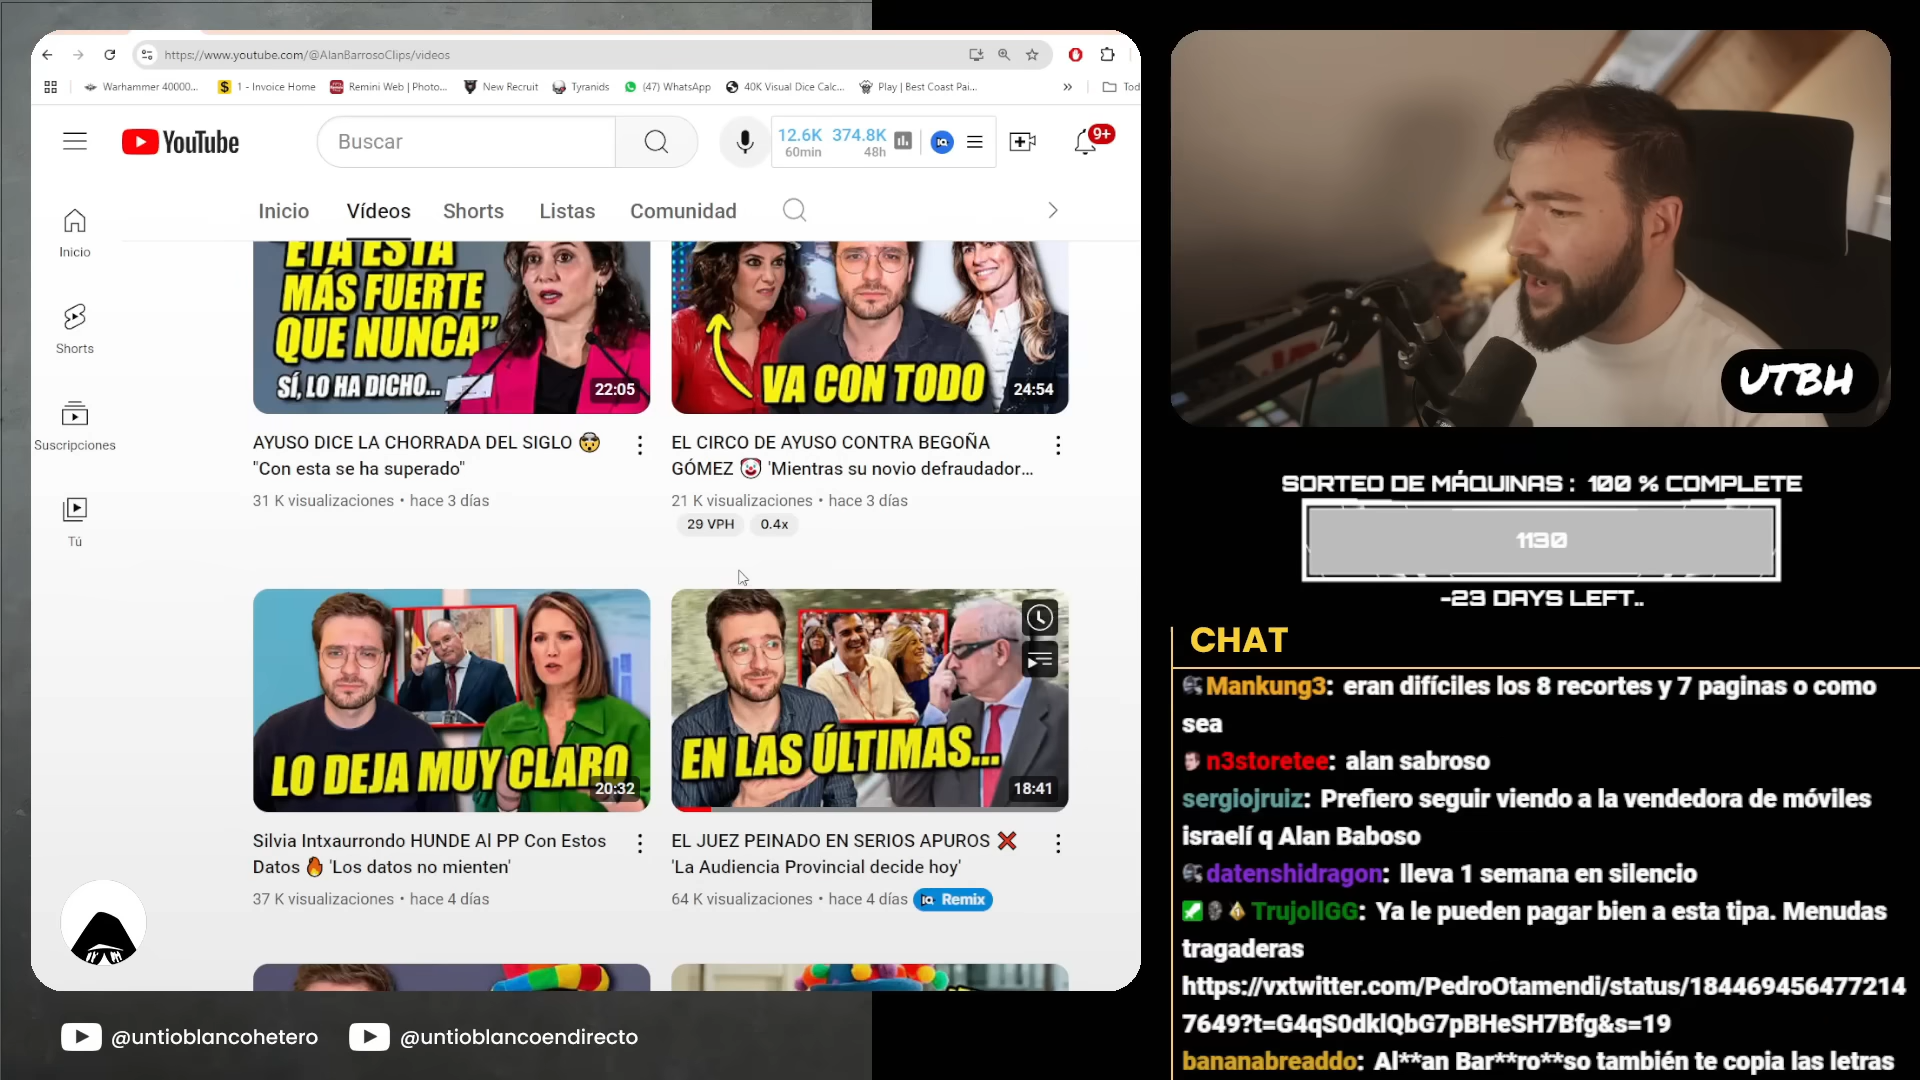 https://www.youtube.com/@AlanBarrosoClips/videos
Warhammer 40000...
1 - Invoice Home
Remini Web | Photo...
New Recruit
Tyranids
(47) WhatsApp
40K Visual Dice Calc...
Play | Best Coast Pai...
»
Tod
YouTube
Buscar
12.6K 374.8K
60min 48h
9+
Inicio
Vídeos
Shorts
Listas
Comunidad
Inicio
Shorts
Suscripciones
Tú
ETA ESTÁ
MÁS FUERTE
QUE NUNCA”
SÍ, LO HA DICHO...
22:05
VA CON TODO
24:54
AYUSO DICE LA CHORRADA DEL SIGLO 🤯
"Con esta se ha superado"
31 K visualizaciones • hace 3 días
EL CIRCO DE AYUSO CONTRA BEGOÑA
GÓMEZ 🤡 'Mientras su novio defraudador...
21 K visualizaciones • hace 3 días
29 VPH 0.4x
LO DEJA MUY CLARO
20:32
EN LAS ÚLTIMAS...
18:41
Silvia Intxaurrondo HUNDE Al PP Con Estos
Datos 🔥 'Los datos no mienten'
37 K visualizaciones • hace 4 días
EL JUEZ PEINADO EN SERIOS APUROS ❌
'La Audiencia Provincial decide hoy'
64 K visualizaciones • hace 4 días
Remix
@untioblancohetero
@untioblancoendirecto
UTBH
SORTEO DE MÁQUINAS : 100 % COMPLETE
1130
-23 DAYS LEFT..
CHAT
Mankung3: eran difíciles los 8 recortes y 7 paginas o como
sea
n3storetee: alan sabroso
sergiojruiz: Prefiero seguir viendo a la vendedora de móviles
israelí q Alan Baboso
datenshidragon: lleva 1 semana en silencio
TrujollGG: Ya le pueden pagar bien a esta tipa. Menudas
tragaderas
https://vxtwitter.com/PedroOtamendi/status/184469456477214
7649?t=G4qS0dklQbG7pBHeSH7Bfg&s=19
bananabreaddo: Al**an Bar**ro**so también te copia las letras